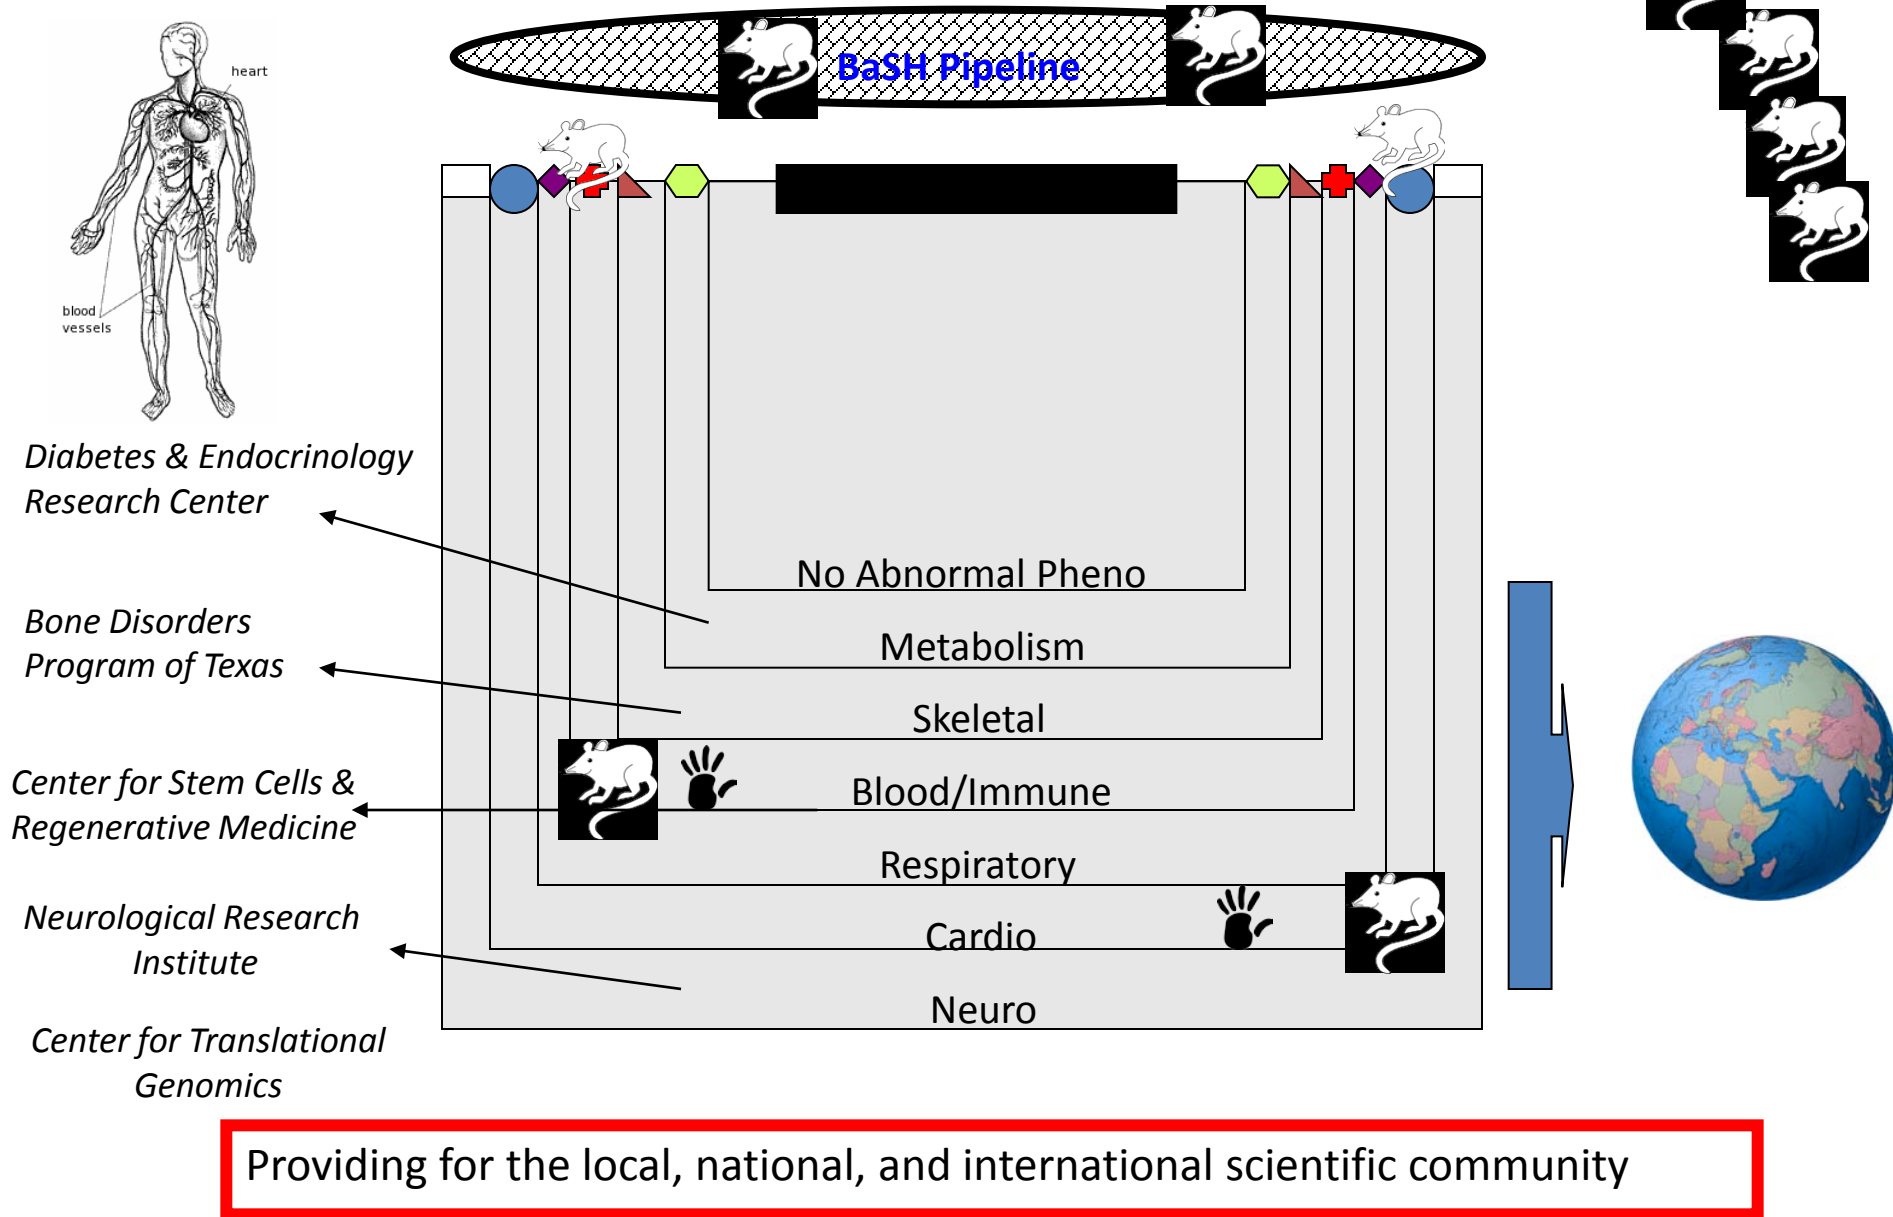 BaSH Pipeline
heart
blood
vessels
Diabetes & Endocrinology
Research Center
Bone Disorders
Program of Texas
Center for Stem Cells &
Regenerative Medicine
Neurological Research
Institute
Center for Translational
Genomics
No Abnormal Pheno
Metabolism
Skeletal
Blood/Immune
Respiratory
Cardio
Neuro
Providing for the local, national, and international scientific community